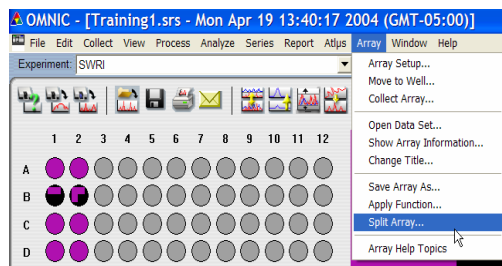 OMNIC - [Training1.srs - Mon Apr 19 13:40:17 2004 (GMT-05:00)]
File Edit Collect View Process Analyze Series Report Atlμs Array Window Help
Experiment: SWRI
Array Setup...
Move to Well...
Collect Array...
Open Data Set...
Show Array Information...
Change Title...
Save Array As...
Apply Function...
Split Array...
Array Help Topics
1 2 3 4 5 6 7 8 9 10 11 12
A
B
C
D